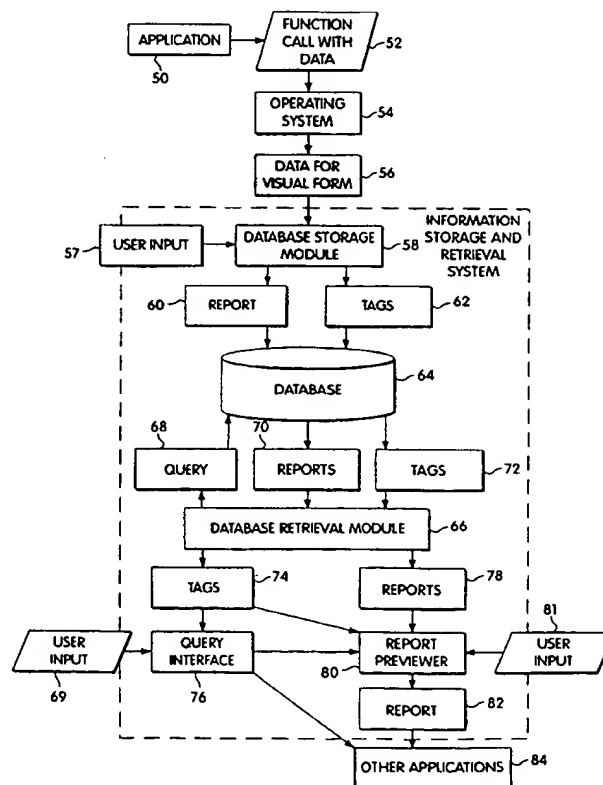 APPLICATION
50
FUNCTION
CALL WITH
DATA
52
OPERATING
SYSTEM
54
DATA FOR
VISUAL FORM
56
INFORMATION
STORAGE AND
RETRIEVAL
SYSTEM
57
USER INPUT
DATABASE STORAGE
MODULE
58
60
REPORT
TAGS
62
DATABASE
64
68
QUERY
70
REPORTS
TAGS
72
DATABASE RETRIEVAL MODULE
66
TAGS
74
REPORTS
78
USER
INPUT
69
QUERY
INTERFACE
76
REPORT
PREVIEWER
80
81
USER
INPUT
REPORT
82
OTHER APPLICATIONS
84